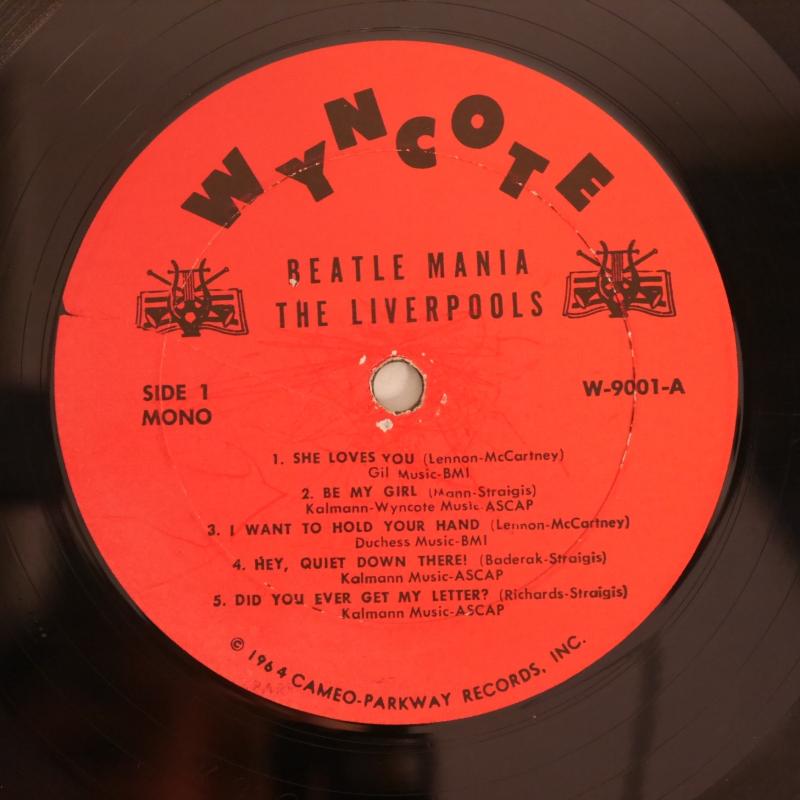 WYNCOTE
BEATLE MANIA
THE LIVERPOOLS
SIDE 1
MONO
W-9001-A
1. SHE LOVES YOU (Lennon-McCartney)
Gil Music-BMI
2. BE MY GIRL (Mann-Straigis)
Kalmann-Wyncote Music-ASCAP
3. I WANT TO HOLD YOUR HAND (Lennon-McCartney)
Duchess Music-BMI
4. HEY, QUIET DOWN THERE! (Baderak-Straigis)
Kalmann Music-ASCAP
5. DID YOU EVER GET MY LETTER? (Richards-Straigis)
Kalmann Music-ASCAP
© 1964 CAMEO-PARKWAY RECORDS, INC.